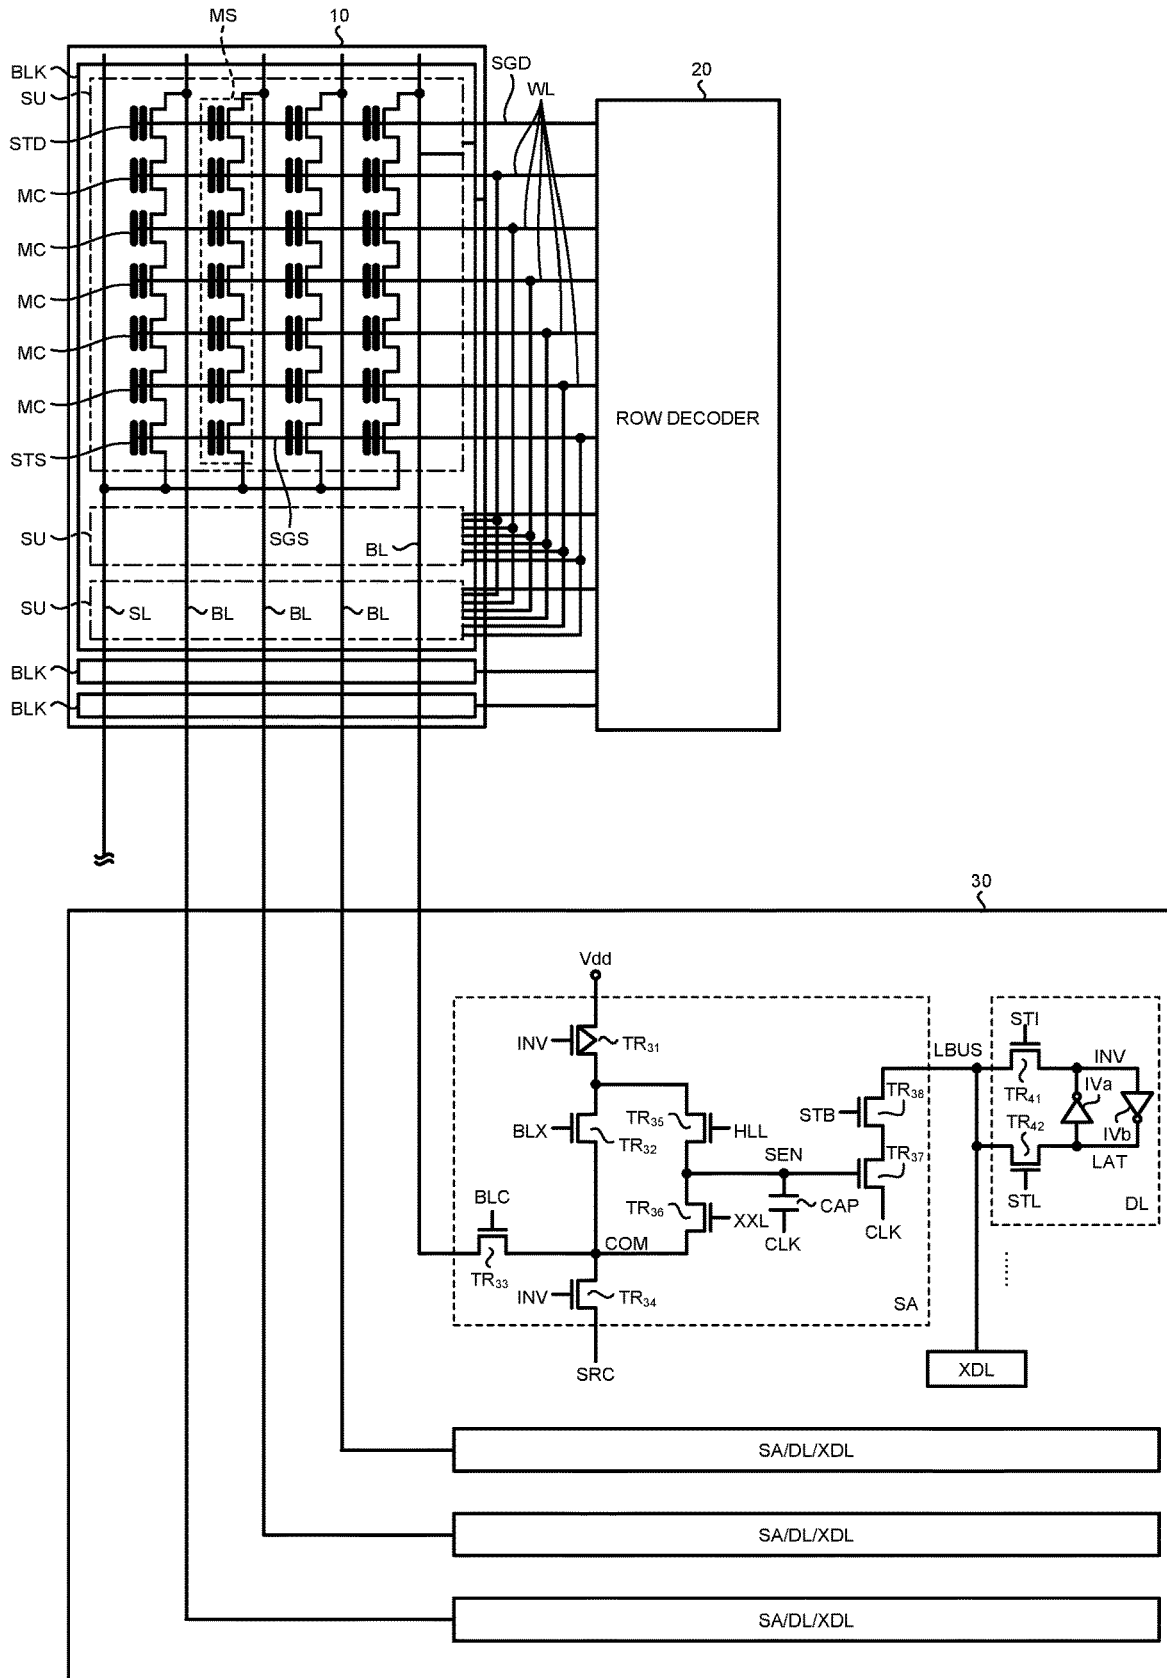 MS
10
BLK
SU
SGD
WL
20
STD
MC
MC
MC
MC
MC
STS
ROW DECODER
SU
SGS
BL
SU
SL
BL
BL
BL
BLK
BLK
30
Vdd
INV
TR31
LBUS
STI
INV
TR41
IVa
TR38
STB
TR35
HLL
BLX
TR32
TR42
IVb
SEN
TR37
LAT
STL
DL
BLC
TR36
XXL
CAP
CLK
CLK
COM
TR33
INV
TR34
SA
SRC
XDL
SA/DL/XDL
SA/DL/XDL
SA/DL/XDL